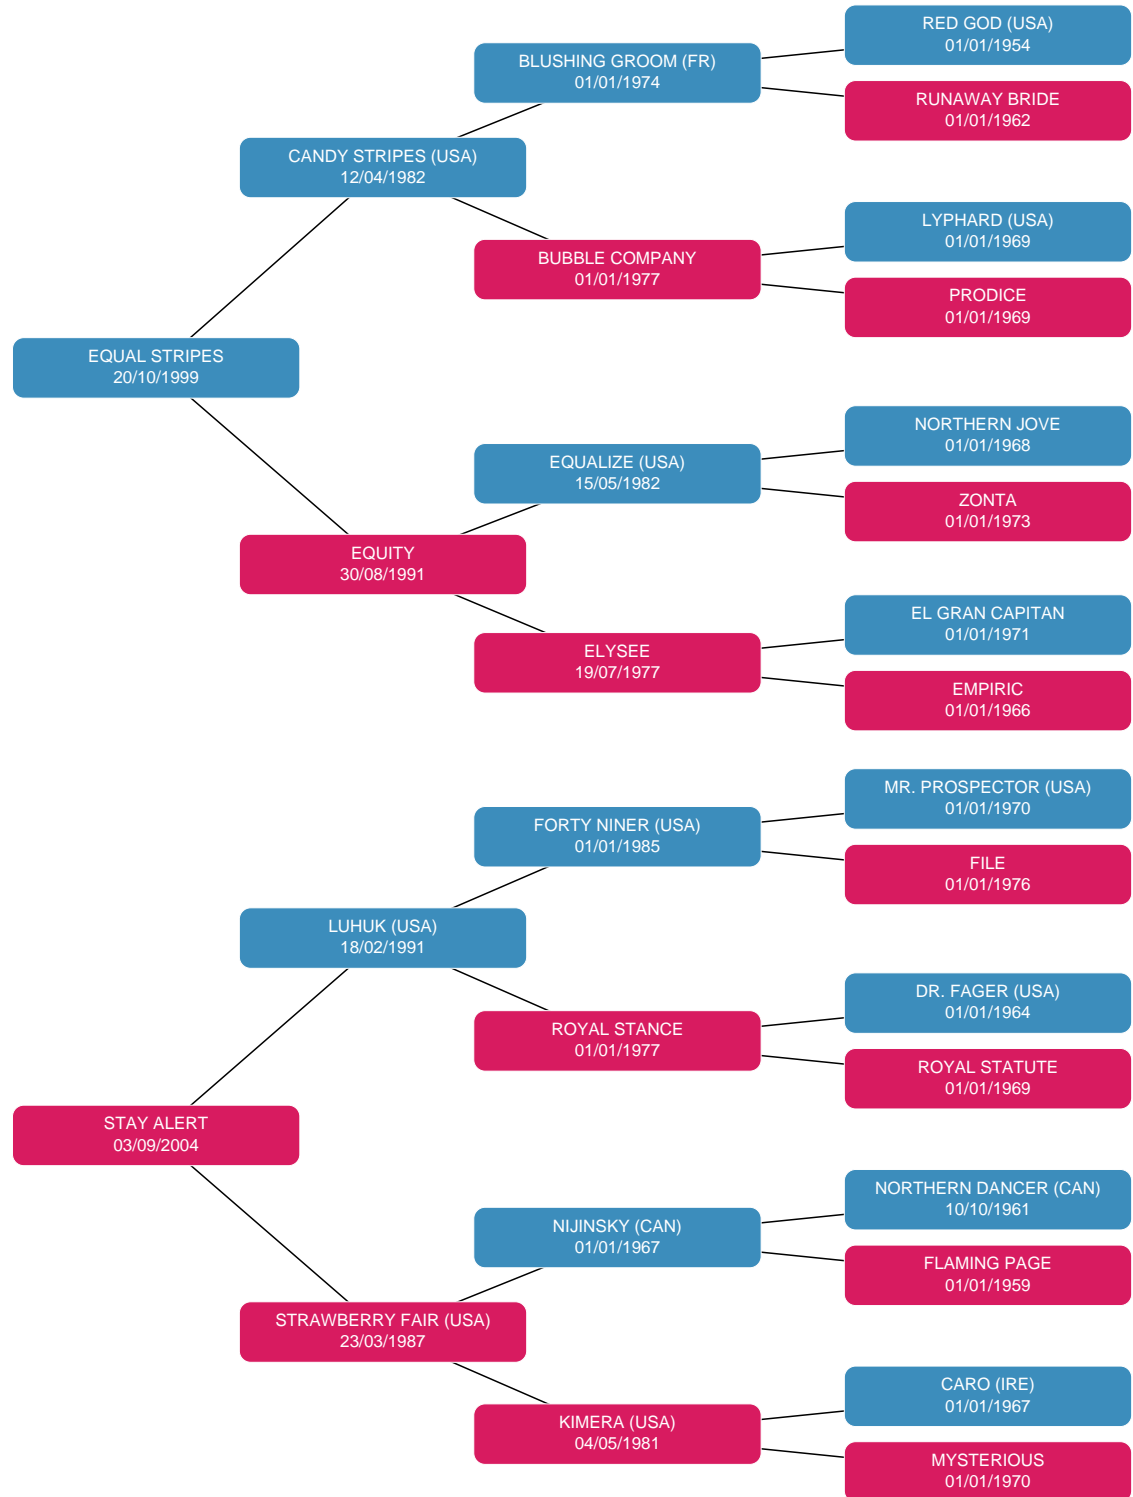 RED GOD (USA)
01/01/1954
BLUSHING GROOM (FR)
01/01/1974
RUNAWAY BRIDE
01/01/1962
CANDY STRIPES (USA)
12/04/1982
LYPHARD (USA)
01/01/1969
BUBBLE COMPANY
01/01/1977
PRODICE
01/01/1969
EQUAL STRIPES
20/10/1999
NORTHERN JOVE
01/01/1968
EQUALIZE (USA)
15/05/1982
ZONTA
01/01/1973
EQUITY
30/08/1991
EL GRAN CAPITAN
01/01/1971
ELYSEE
19/07/1977
EMPIRIC
01/01/1966
MR. PROSPECTOR (USA)
01/01/1970
FORTY NINER (USA)
01/01/1985
FILE
01/01/1976
LUHUK (USA)
18/02/1991
DR. FAGER (USA)
01/01/1964
ROYAL STANCE
01/01/1977
ROYAL STATUTE
01/01/1969
STAY ALERT
03/09/2004
NORTHERN DANCER (CAN)
10/10/1961
NIJINSKY (CAN)
01/01/1967
FLAMING PAGE
01/01/1959
STRAWBERRY FAIR (USA)
23/03/1987
CARO (IRE)
01/01/1967
KIMERA (USA)
04/05/1981
MYSTERIOUS
01/01/1970